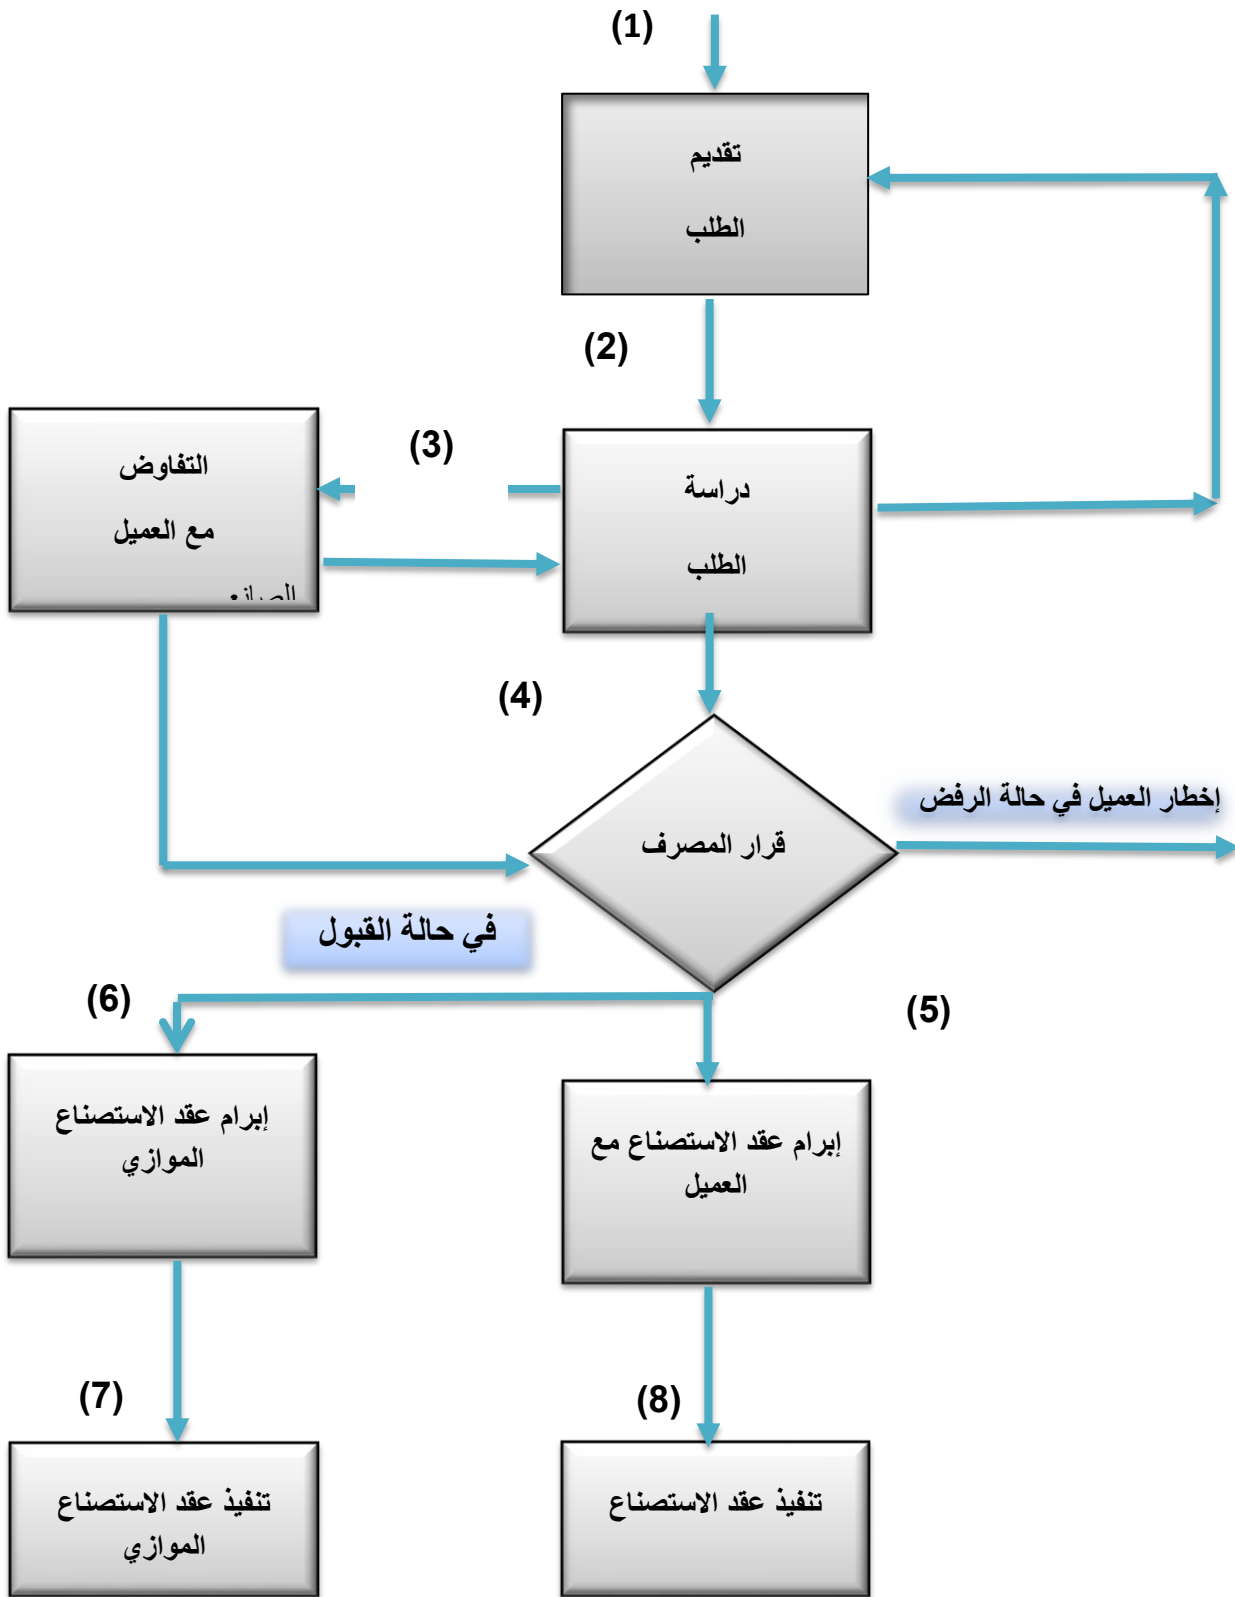 (1)
تقديم
الطلب
(2)
(3)
التفاوض
مع العميل
دراسة
الطلب
(4)
إخطار العميل في حالة الرفض
قرار المصرف
في حالة القبول
(6)
(5)
إبرام عقد الاستصناع
الموازي
إبرام عقد الاستصناع مع
العميل
(7)
(8)
تنفيذ عقد الاستصناع
الموازي
تنفيذ عقد الاستصناع